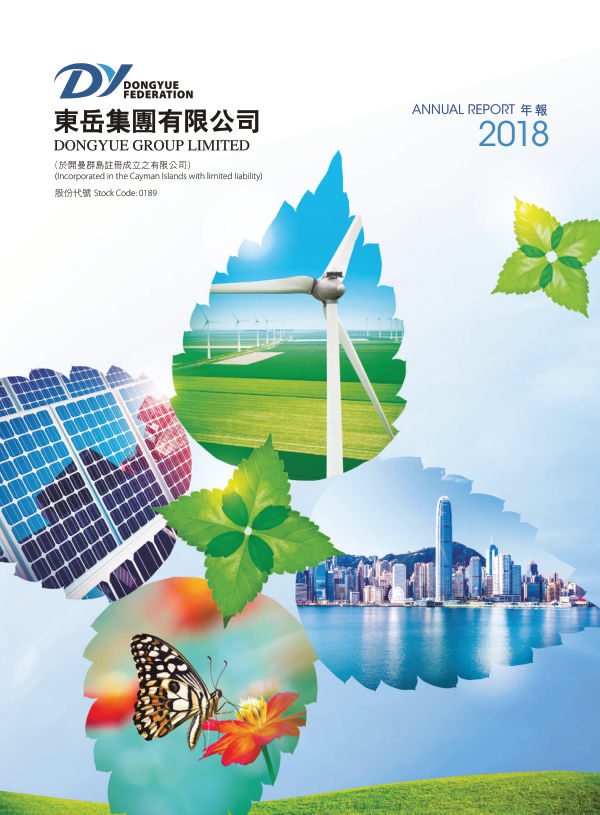 DY DONGYUE
FEDERATION
東岳集團有限公司
DONGYUE GROUP LIMITED
(於開曼群島註冊成立之有限公司)
(Incorporated in the Cayman Islands with limited liability)
股份代號 Stock Code: 0189
ANNUAL REPORT 年報
2018